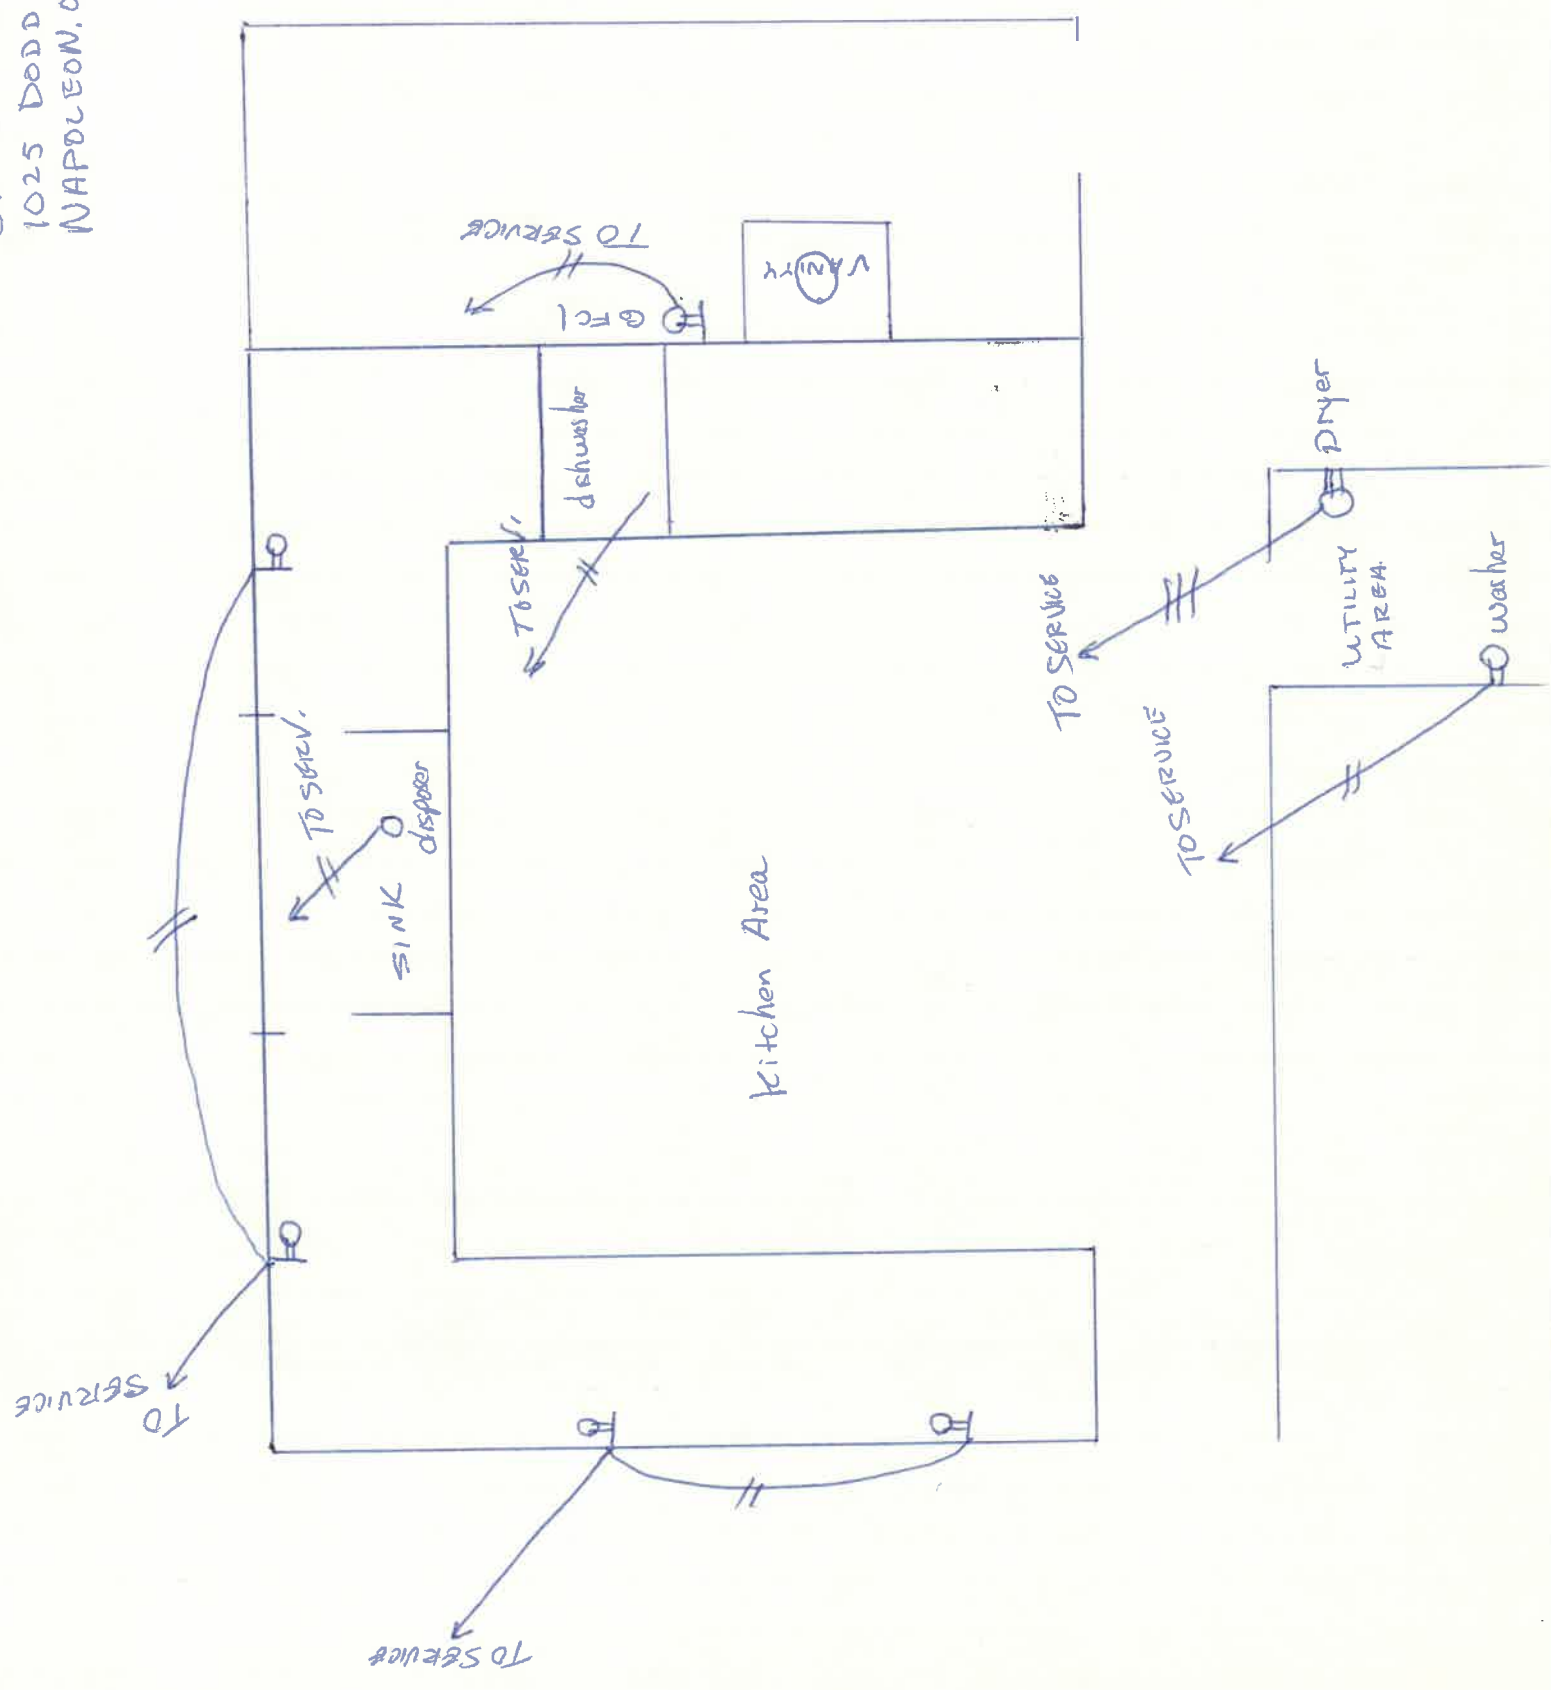 1025 DODD
NAPOLEON, O
TO SERVICE
GFCI
VANITY
dishwasher
TO SERV.
TO SERV.
disposer
SINK
Kitchen Area
Dryer
TO SERVICE
UTILITY
AREA
washer
TO SERVICE
TO
SERVICE
TO SERVICE